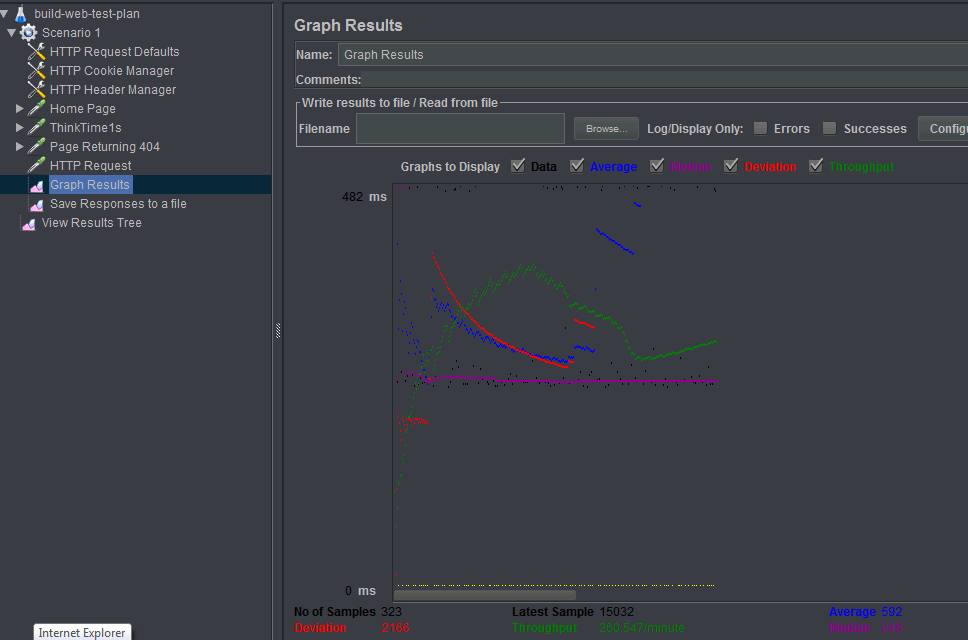 build-web-test-plan
Scenario 1
HTTP Request Defaults
HTTP Cookie Manager
HTTP Header Manager
Home Page
ThinkTime1s
Page Returning 404
HTTP Request
Graph Results
Save Responses to a file
View Results Tree
Internet Explorer
Graph Results
Name: Graph Results
Comments:
Write results to file / Read from file
Filename Browse... Log/Display Only: Errors Successes
Graphs to Display Data Average Median Deviation Throughput
482 ms
0 ms
No of Samples 323 Latest Sample 15032 Average 592
Deviation 2166 Throughput 260.547/minute Median